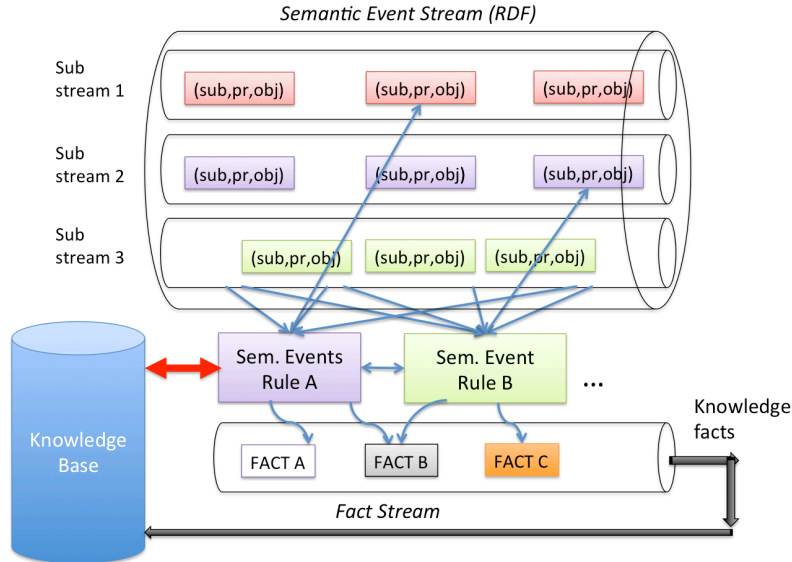 Semantic Event Stream (RDF)
Sub
stream 1
(sub,pr,obj)
(sub,pr,obj)
(sub,pr,obj)
Sub
stream 2
(sub,pr,obj)
(sub,pr,obj)
(sub,pr,obj)
Sub
stream 3
(sub,pr,obj)
(sub,pr,obj)
(sub,pr,obj)
Sem. Events
Rule A
Sem. Event
Rule B
...
Knowledge
Base
Knowledge
facts
FACT A
FACT B
FACT C
Fact Stream